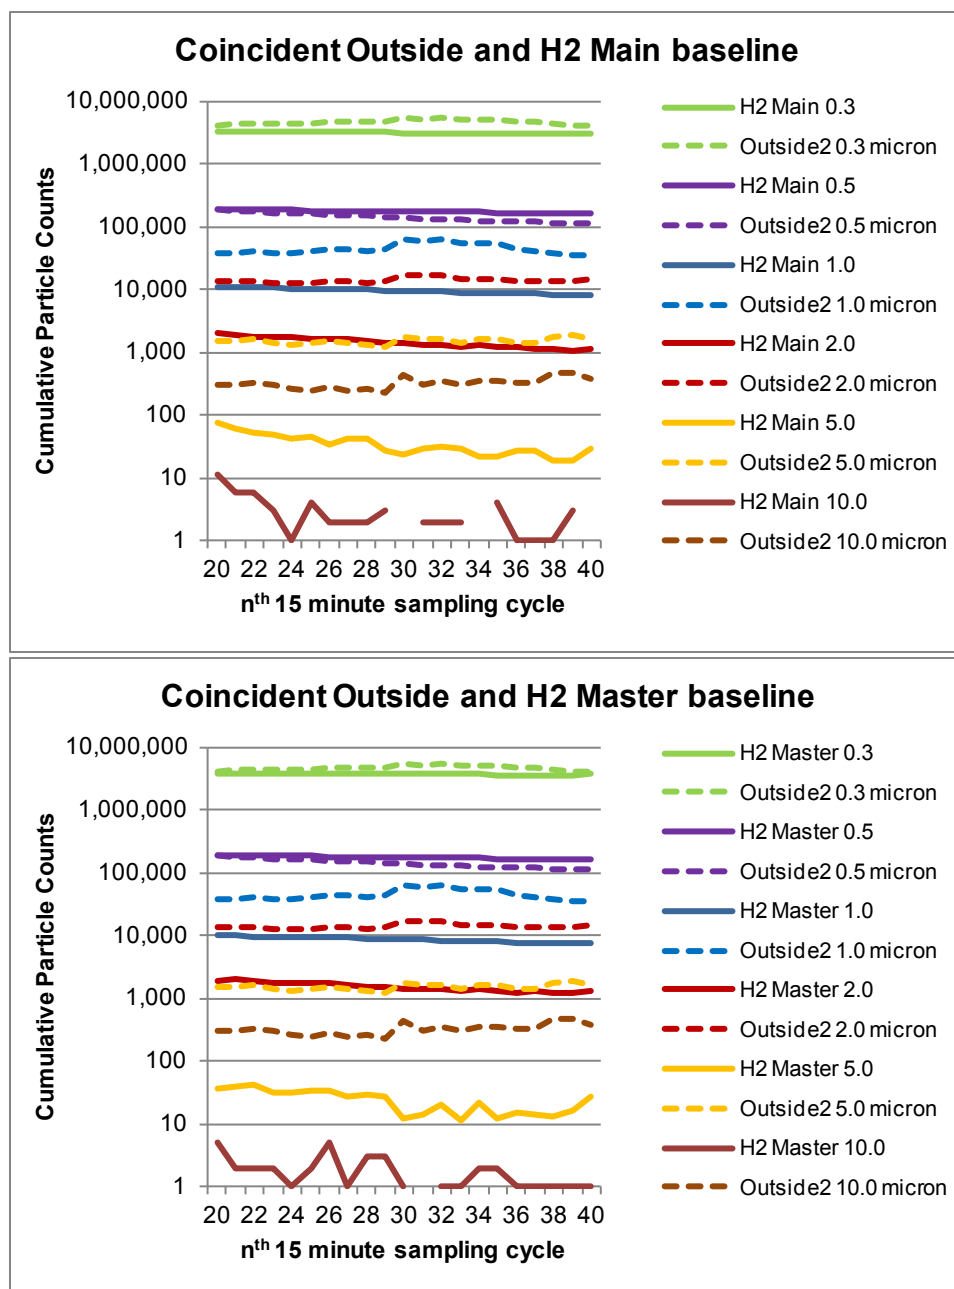 Coincident Outside and H2 Main baseline
Cumulative Particle Counts
10,000,000
1,000,000
100,000
10,000
1,000
100
10
1
20 22 24 26 28 30 32 34 36 38 40
nth 15 minute sampling cycle
H2 Main 0.3
Outside2 0.3 micron
H2 Main 0.5
Outside2 0.5 micron
H2 Main 1.0
Outside2 1.0 micron
H2 Main 2.0
Outside2 2.0 micron
H2 Main 5.0
Outside2 5.0 micron
H2 Main 10.0
Outside2 10.0 micron
Coincident Outside and H2 Master baseline
Cumulative Particle Counts
10,000,000
1,000,000
100,000
10,000
1,000
100
10
1
20 22 24 26 28 30 32 34 36 38 40
nth 15 minute sampling cycle
H2 Master 0.3
Outside2 0.3 micron
H2 Master 0.5
Outside2 0.5 micron
H2 Master 1.0
Outside2 1.0 micron
H2 Master 2.0
Outside2 2.0 micron
H2 Master 5.0
Outside2 5.0 micron
H2 Master 10.0
Outside2 10.0 micron